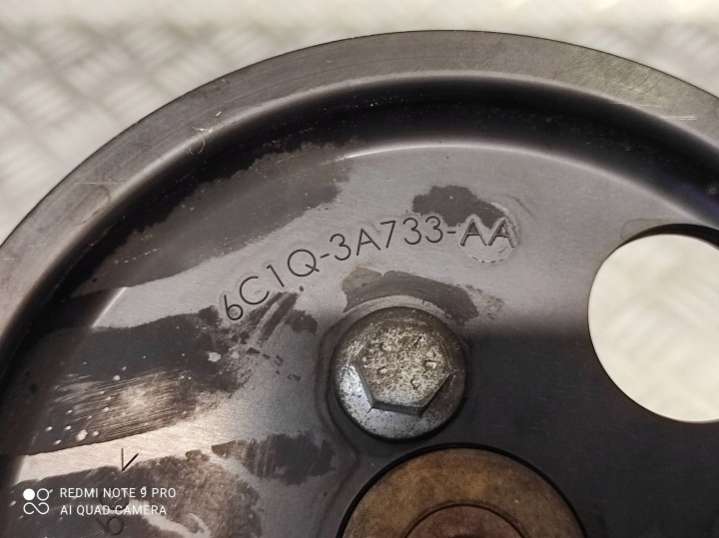 6C1Q-3A733-AA
REDMI NOTE 9 PRO
AI QUAD CAMERA